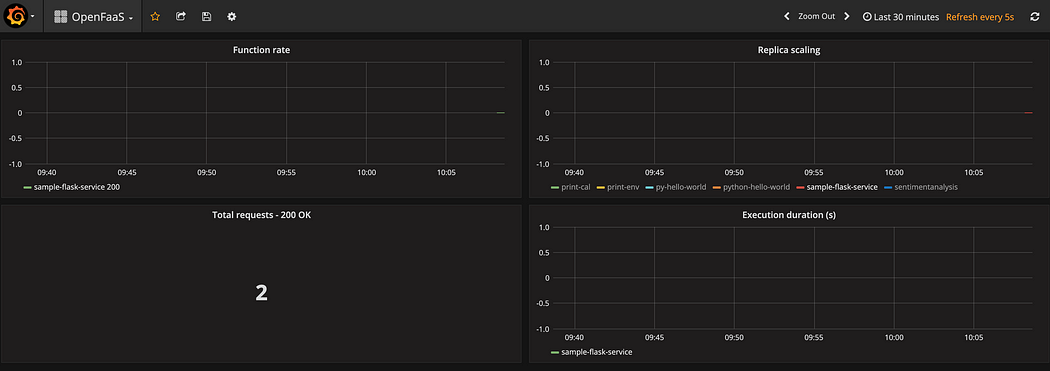 OpenFaaS
Zoom Out
Last 30 minutes
Refresh every 5s
Function rate
1.0
0.5
0
-0.5
-1.0
09:40 09:45 09:50 09:55 10:00 10:05
sample-flask-service 200
Replica scaling
1.0
0.5
0
-0.5
-1.0
09:40 09:45 09:50 09:55 10:00 10:05
print-cal print-env py-hello-world python-hello-world sample-flask-service sentimentanalysis
Total requests - 200 OK
2
Execution duration (s)
1.0
0.5
0
-0.5
-1.0
09:40 09:45 09:50 09:55 10:00 10:05
sample-flask-service